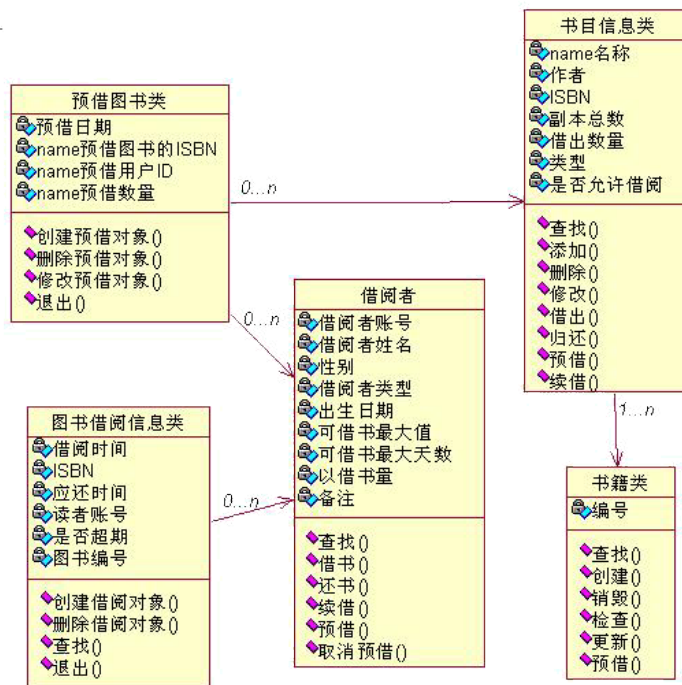 预借图书类
预借日期
name预借图书的ISBN
name预借用户ID
name预借数量
创建预借对象()
删除预借对象()
修改预借对象()
退出()
0...n
0...n
书目信息类
name名称
作者
ISBN
副本总数
借出数量
类型
是否允许借阅
查找()
添加()
删除()
修改()
借出()
归还()
预借()
续借()
1...n
借阅者
借阅者账号
借阅者姓名
性别
借阅者类型
出生日期
可借书最大值
可借书最大天数
以借书量
备注
查找()
借书()
还书()
续借()
预借()
取消预借()
图书借阅信息类
借阅时间
ISBN
应还时间
读者账号
是否超期
图书编号
创建借阅对象()
删除借阅对象()
查找()
退出()
0...n
书籍类
编号
查找()
创建()
销毁()
检查()
更新()
预借()